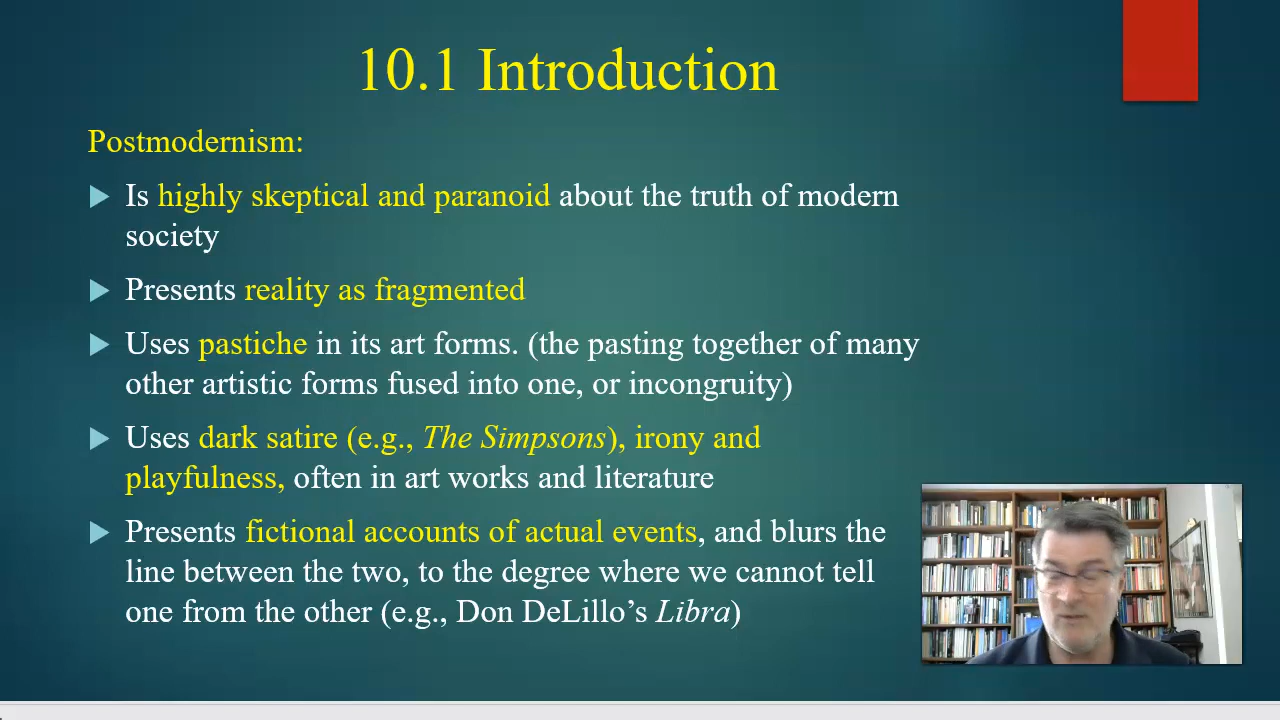 10.1 Introduction
Postmodernism:
Is highly skeptical and paranoid about the truth of modern
society
Presents reality as fragmented
Uses pastiche in its art forms. (the pasting together of many
other artistic forms fused into one, or incongruity)
Uses dark satire (e.g., The Simpsons), irony and
playfulness, often in art works and literature
Presents fictional accounts of actual events, and blurs the
line between the two, to the degree where we cannot tell
one from the other (e.g., Don DeLillo’s Libra)